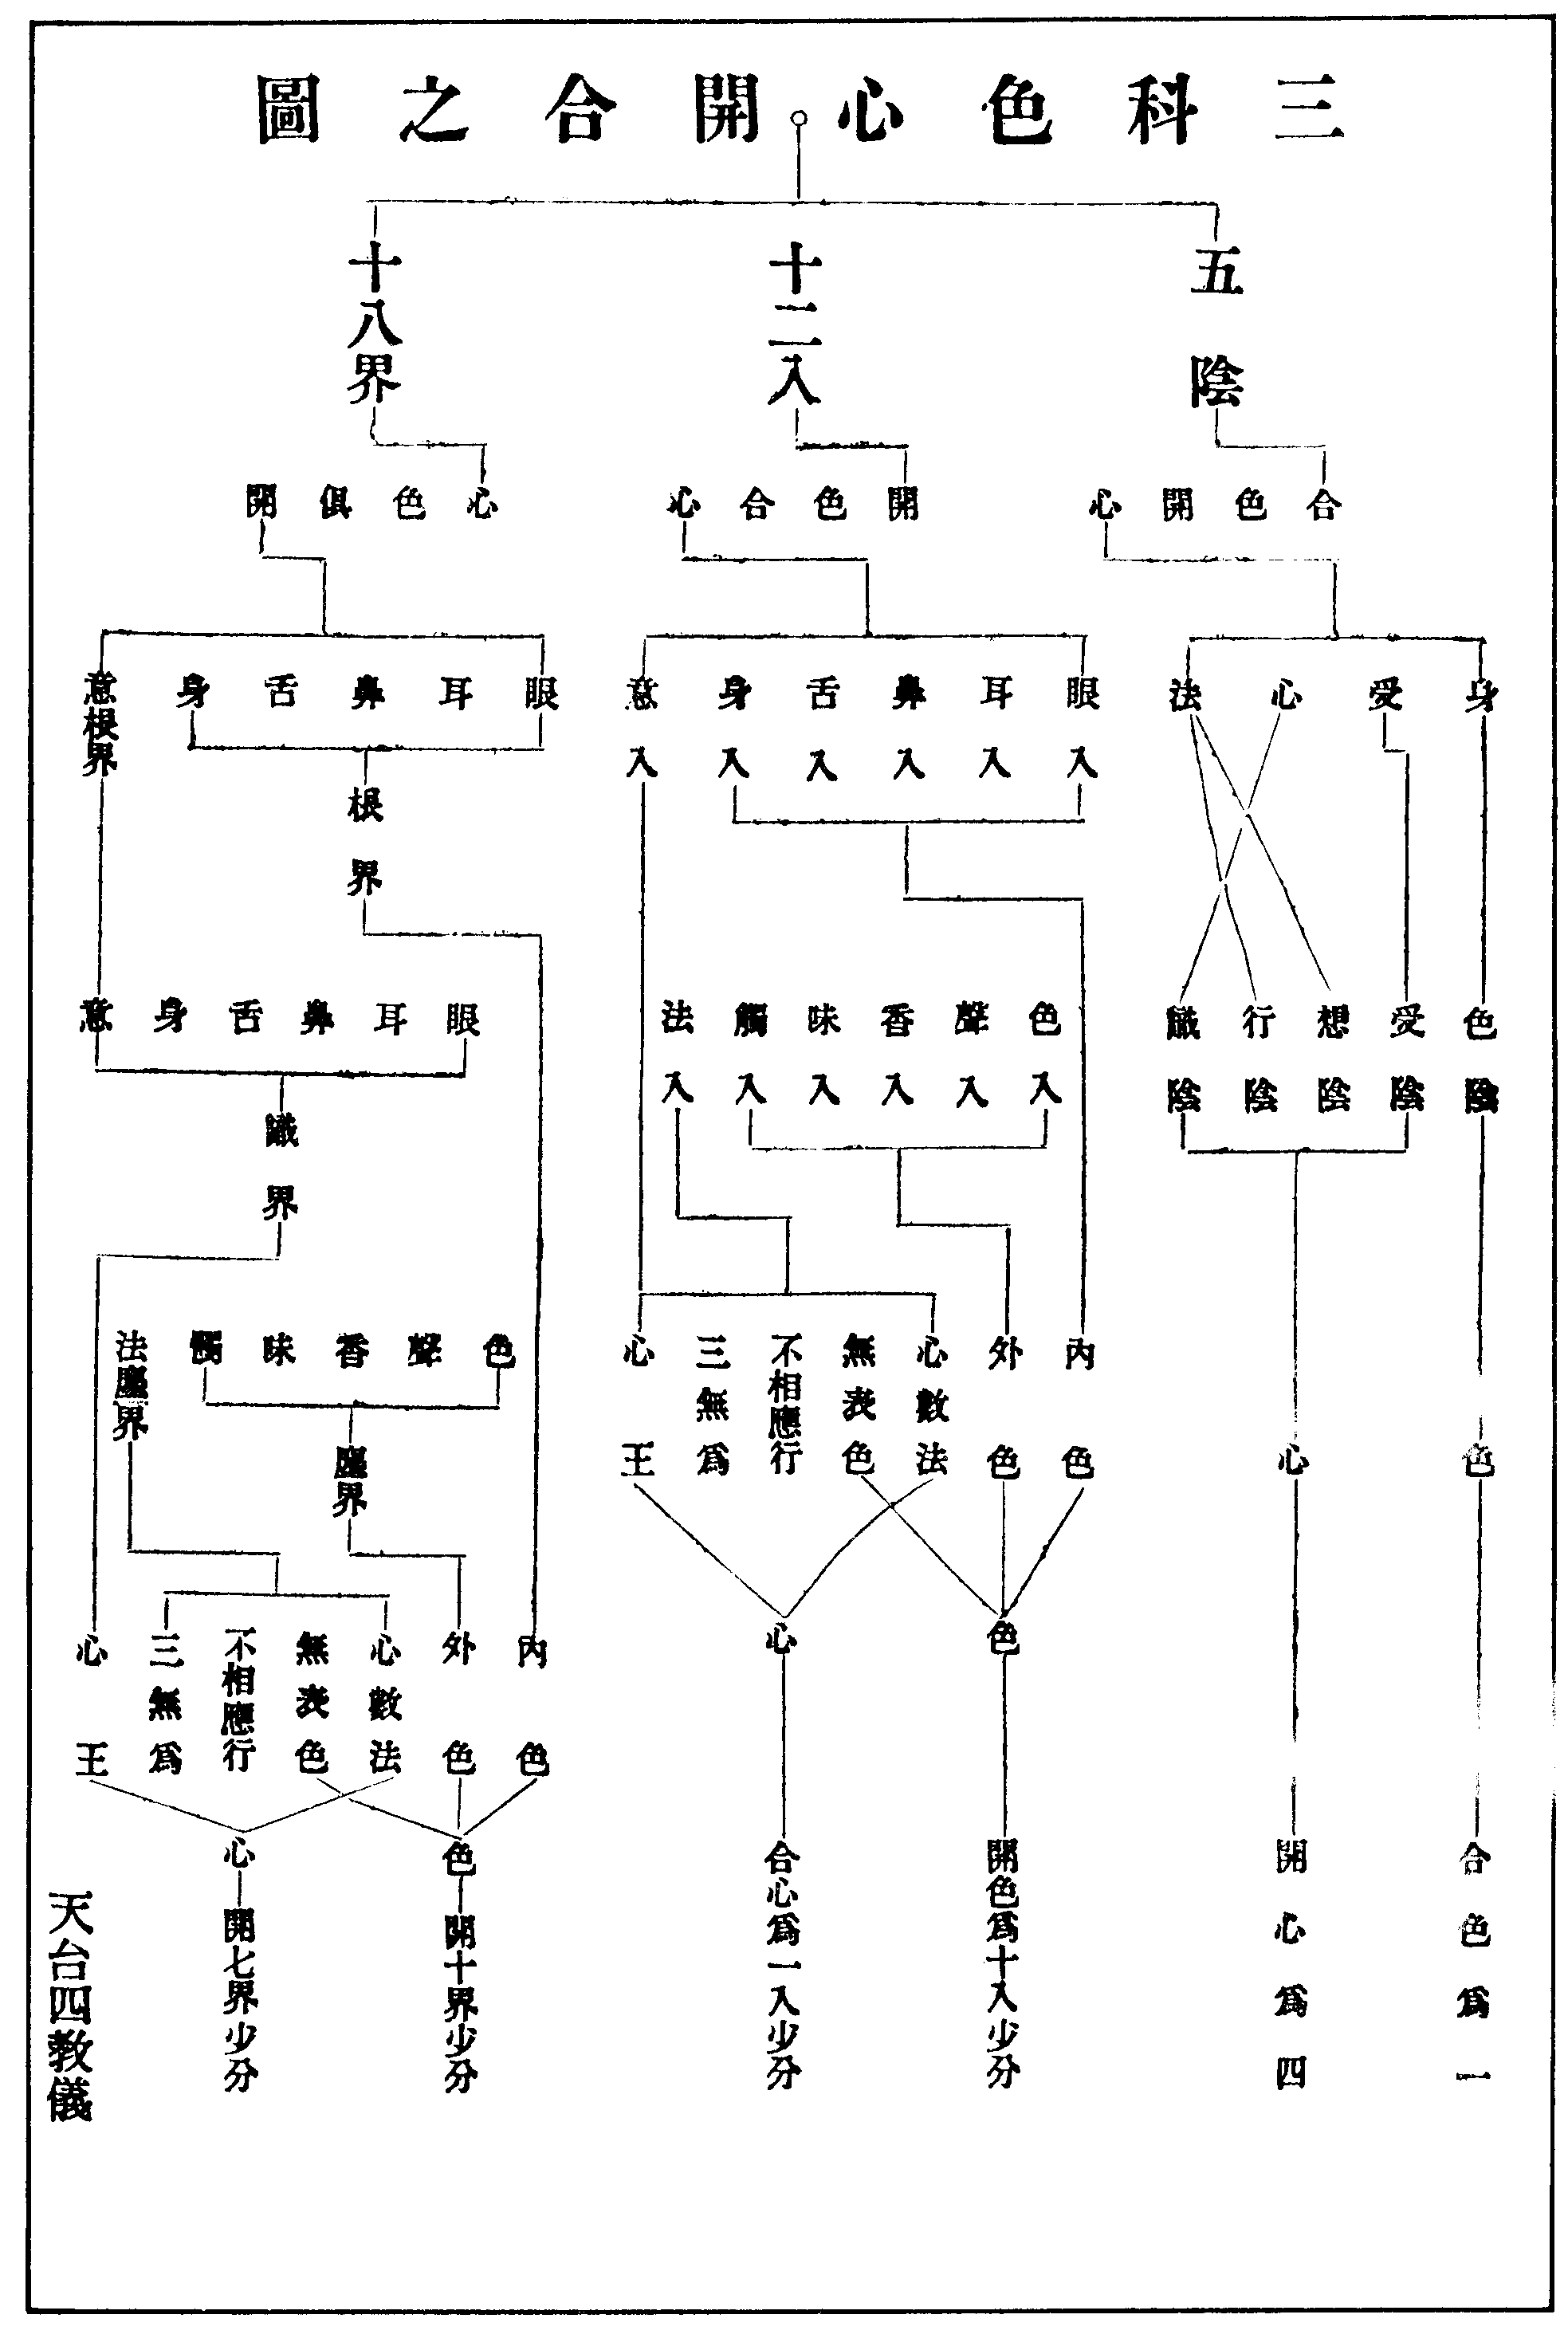 三科色心開合之圖
五陰
合色開心
身
受
心
法
色陰
受陰
想陰
行陰
識陰
色
心
合色爲一
開心爲四
十二入
開色合心
眼入
耳入
鼻入
舌入
身入
意入
色入
聲入
香入
味入
觸入
法入
內色
外色
心數法
無表色
不相應行
三無爲
心王
色
心
開色爲十入少分
合心爲一入少分
十八界
心色俱開
眼
耳
鼻
舌
身
意根界
根界
眼
耳
鼻
舌
身
意
識界
色
聲
香
味
觸
法塵界
塵界
內色
外色
心數法
無表色
不相應行
三無爲
心王
色
心
開十界少分
開七界少分
天台四教儀